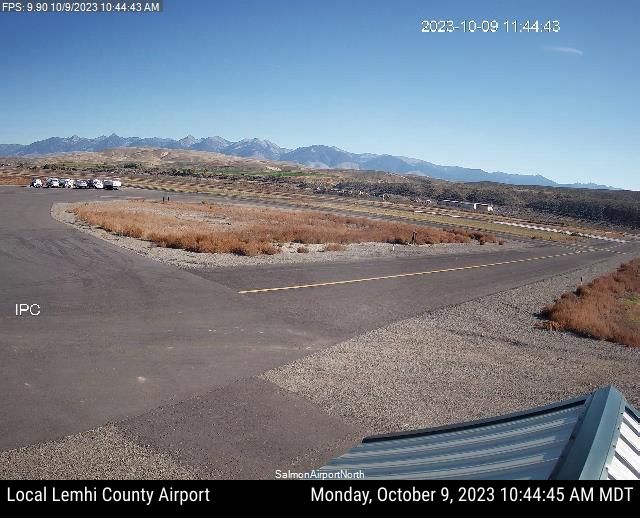 FPS: 9.90 10/9/2023 10:44:43 AM
2023-10-09 11:44:43
IPC
SalmonAirportNorth
Local Lemhi County Airport
Monday, October 9, 2023 10:44:45 AM MDT